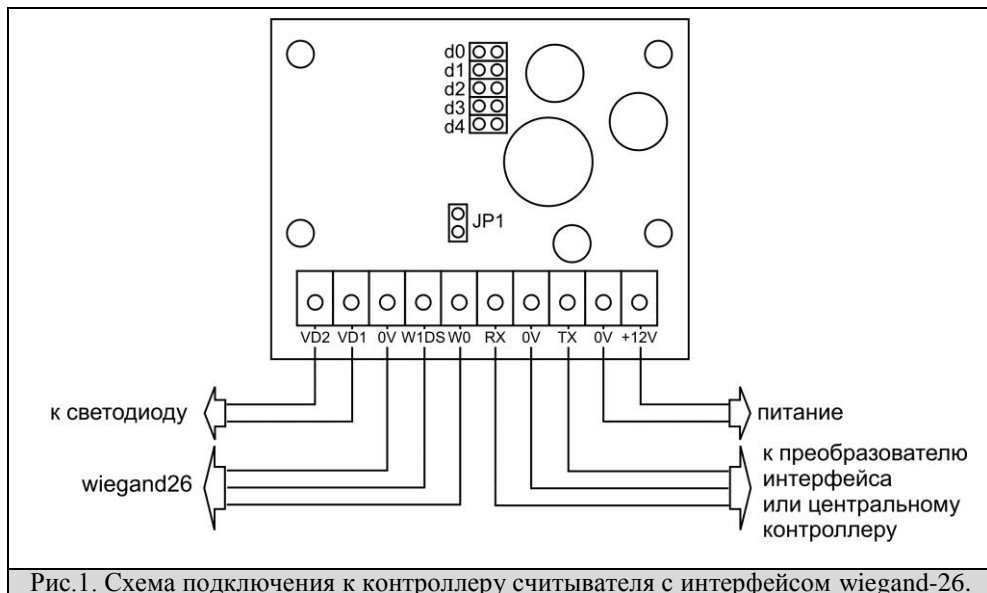 d0
d1
d2
d3
d4
JP1
VD2 VD1 0V W1DS W0 RX 0V TX 0V +12V
к светодиоду
питание
wiegand26
к преобразователю
интерфейса
или центральному
контроллеру
Рис.1. Схема подключения к контроллеру считывателя с интерфейсом wiegand-26.